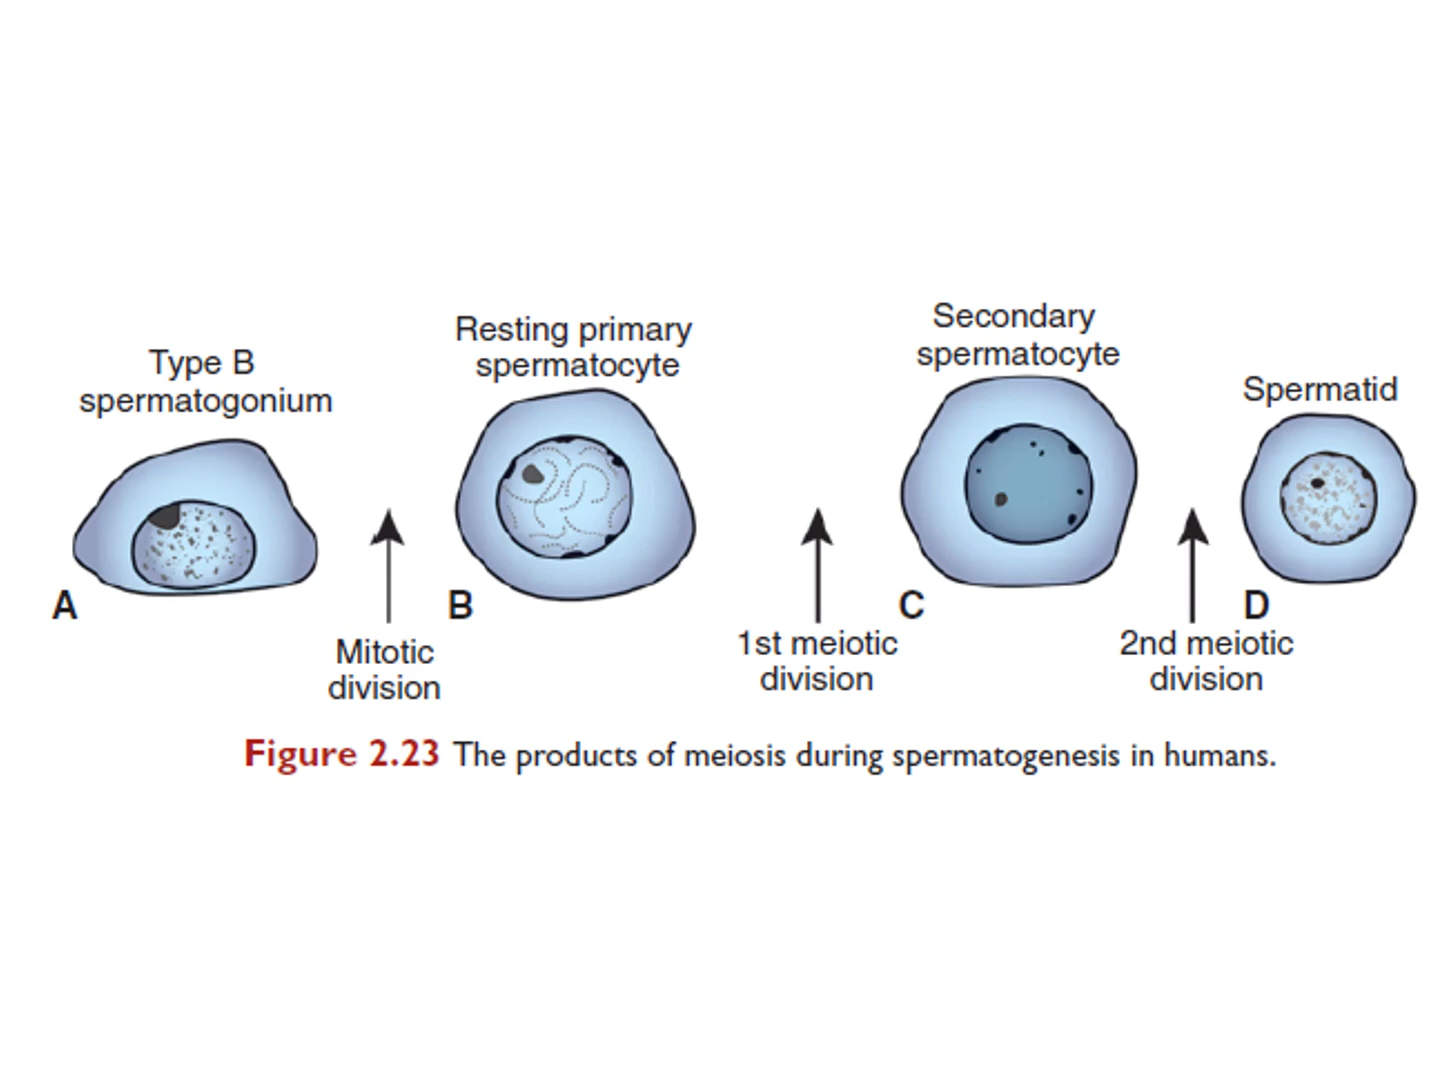 Type B
spermatogonium
Resting primary
spermatocyte
Secondary
spermatocyte
Spermatid
A
B
C
D
Mitotic
division
1st meiotic
division
2nd meiotic
division
Figure 2.23 The products of meiosis during spermatogenesis in humans.